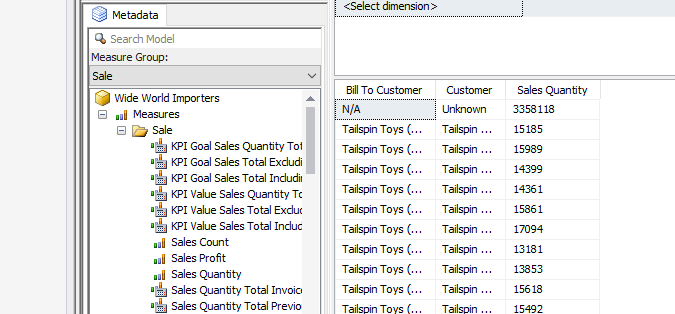 Metadata
Search Model
Measure Group:
Sale
Wide World Importers
Measures
Sale
KPI Goal Sales Quantity Tot
KPI Goal Sales Total Excludi
KPI Goal Sales Total Includin
KPI Value Sales Quantity To
KPI Value Sales Total Exclud
KPI Value Sales Total Includ
Sales Count
Sales Profit
Sales Quantity
Sales Quantity Total Invoice
Sales Quantity Total Previo
<Select dimension>
Bill To Customer Customer Sales Quantity
N/A Unknown 3358118
Tailspin Toys (... Tailspin ... 15185
Tailspin Toys (... Tailspin ... 15989
Tailspin Toys (... Tailspin ... 14399
Tailspin Toys (... Tailspin ... 14361
Tailspin Toys (... Tailspin ... 15861
Tailspin Toys (... Tailspin ... 17094
Tailspin Toys (... Tailspin ... 13181
Tailspin Toys (... Tailspin ... 13853
Tailspin Toys (... Tailspin ... 15618
Tailspin Toys (... Tailspin ... 15492